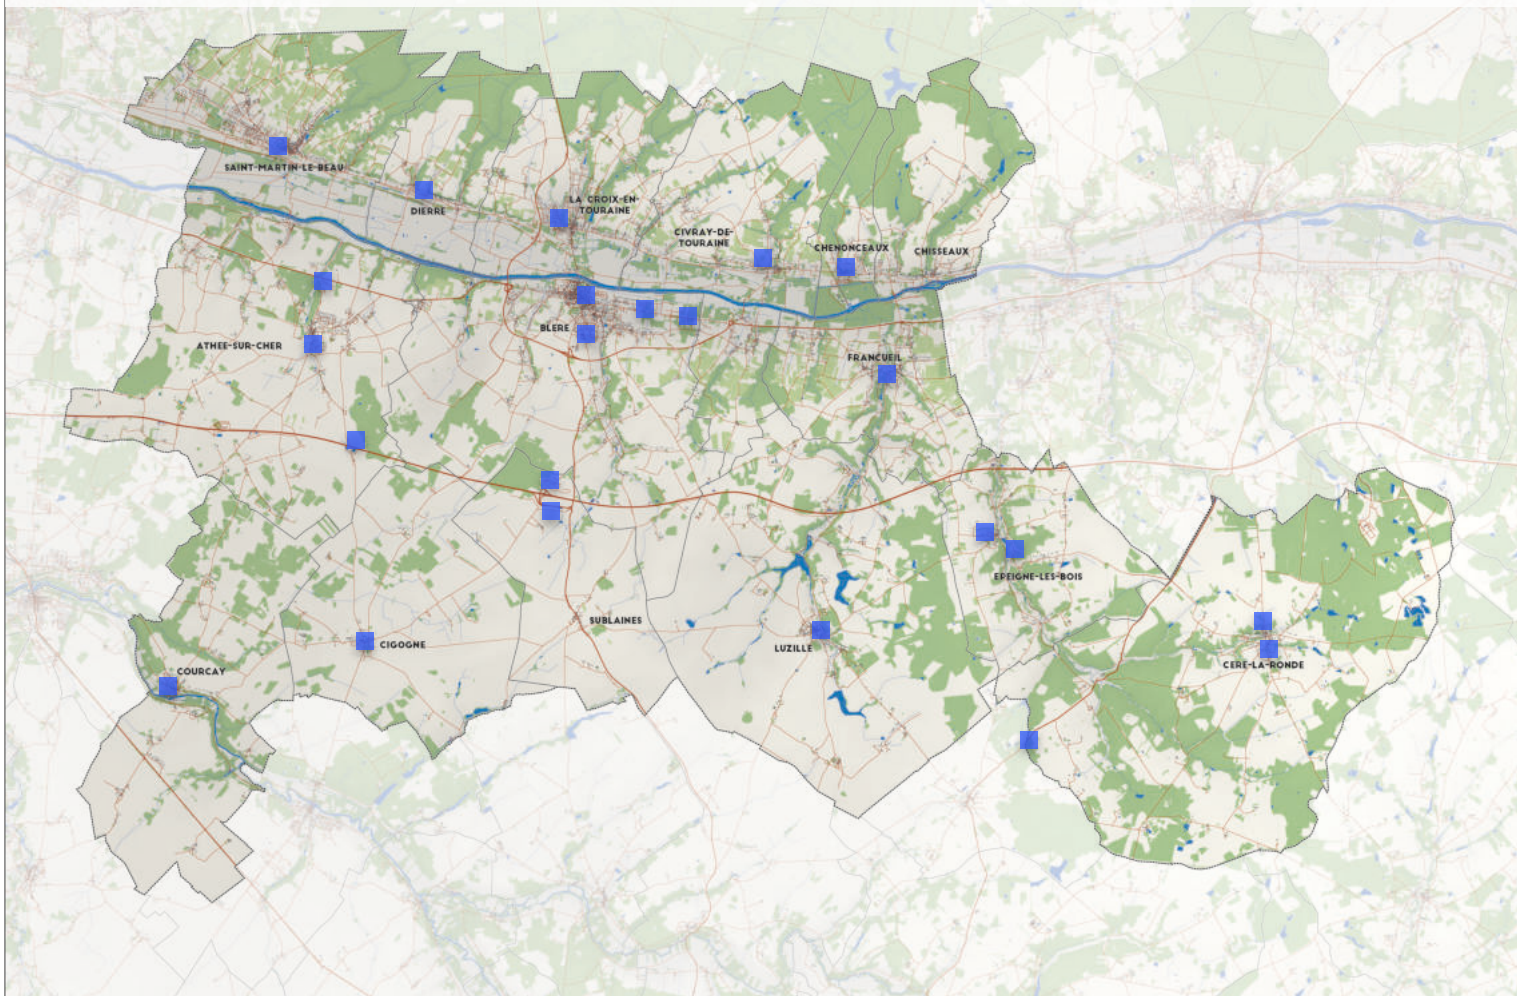 SAINT-MARTIN-LE-BEAU
DIERRE
LA CROIX-EN-
TOURAINE
CIVRAY-DE-
TOURAINE
CHENONCEAUX
CHISSEAUX
BLERE
ATHEE-SUR-CHER
FRANCUEIL
EPEIGNE-LES-BOIS
SUBLAINES
CIGOGNE
LUZILLE
CERE-LA-RONDE
COURCAY